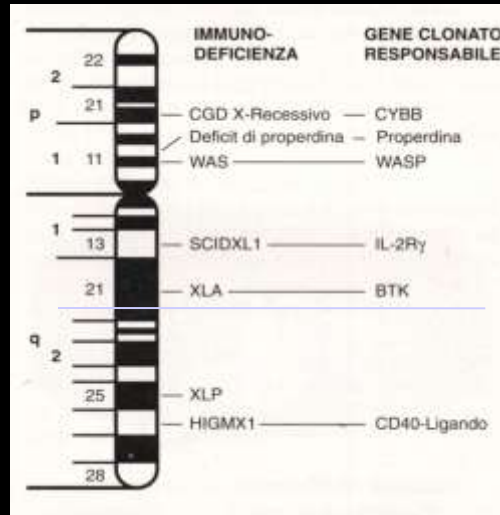 IMMUNO-
DEFICIENZA
GENE CLONATO
RESPONSABILE
22
2
21
CGD X-Recessivo — CYBB
p
Deficit di properdina — Properdina
1 11 WAS — WASP
1
13 SCIDXL1 — IL-2Rγ
21 XLA — BTK
q
2
25 XLP
HIGMX1 — CD40-Ligando
28